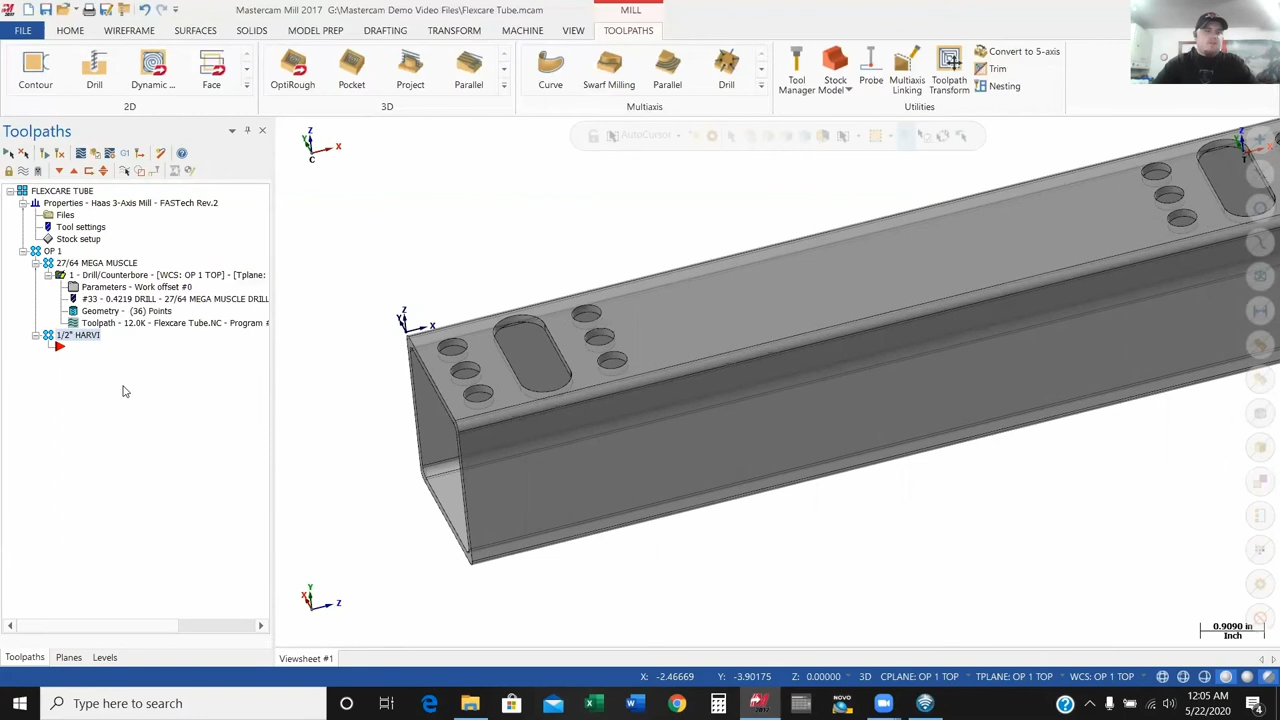 Mastercam Mill 2017 G:\Mastercam Demo Video Files\Flexcare Tube.mcam
MILL
FILE HOME WIREFRAME SURFACES SOLIDS MODEL PREP DRAFTING TRANSFORM MACHINE VIEW TOOLPATHS
Contour Drill Dynamic ... Face
2D
OptiRough Pocket Project Parallel
3D
Curve Swarf Milling Parallel Drill
Multiaxis
Tool Manager Stock Model Probe Multiaxis Linking Toolpath Transform
Convert to 5-axis
Trim
Nesting
Utilities
Toolpaths
AutoCursor
G1
FLEXCARE TUBE
Properties - Haas 3-Axis Mill - FASTech Rev.2
Files
Tool settings
Stock setup
OP 1
27/64 MEGA MUSCLE
1 - Drill/Counterbore - [WCS: OP 1 TOP] - [Tplane:
Parameters - Work offset #0
#33 - 0.4219 DRILL - 27/64 MEGA MUSCLE DRILL
Geometry - (36) Points
Toolpath - 12.0K - Flexcare Tube.NC - Program #
1/2" HARVI
Z
Y
X
C
Z
Y
X
Z
X
T
Y
X
Z
0.9090 in
Inch
Toolpaths Planes Levels
Viewsheet #1
X: -2.46669 Y: -3.90175 Z: 0.00000 3D CPLANE: OP 1 TOP TPLANE: OP 1 TOP WCS: OP 1 TOP
Type here to search
2017
NOVO
12:05 AM
5/22/2020